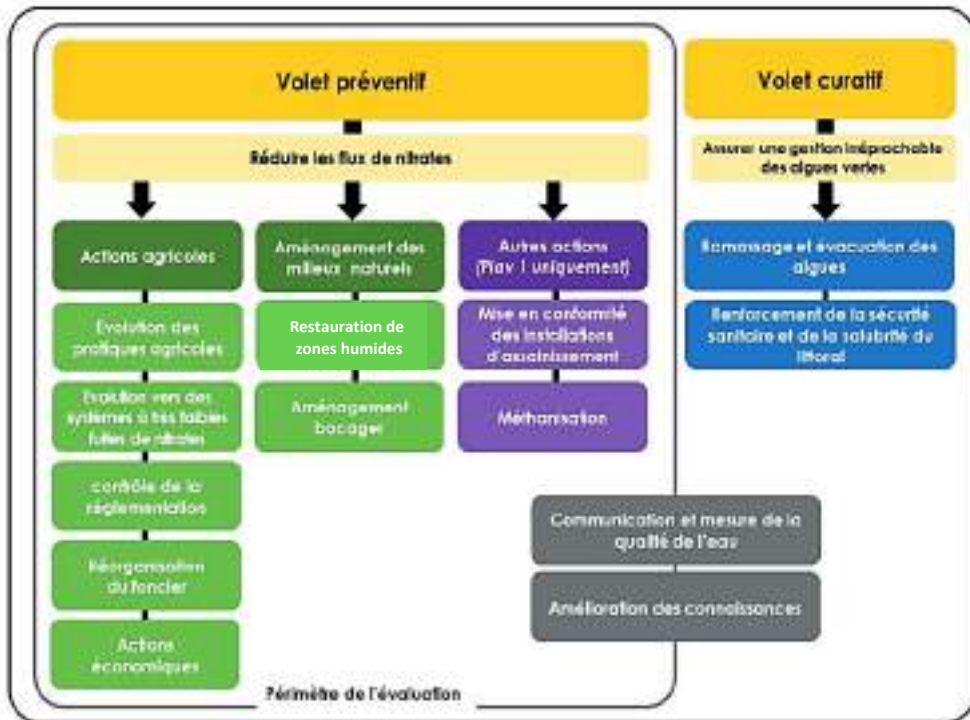 Volet préventif
Réduire les flux de nitrates
Actions agricoles
Evolution des
pratiques agricoles
Evolution vers des
systèmes à très faibles
fuites de nitrates
contrôle de la
réglementation
Réorganisation
du foncier
Actions
économiques
Aménagement des
milieux naturels
Restauration de
zones humides
Aménagement
bocager
Autres actions
(Plav 1 uniquement)
Mise en conformité
des installations
d'assainissement
Méthanisation
Volet curatif
Assurer une gestion irréprochable
des algues vertes
Ramassage et évacuation des
algues
Renforcement de la sécurité
sanitaire et de la salubrité du
littoral
Communication et mesure de la
qualité de l'eau
Amélioration des connaissances
Périmètre de l'évaluation